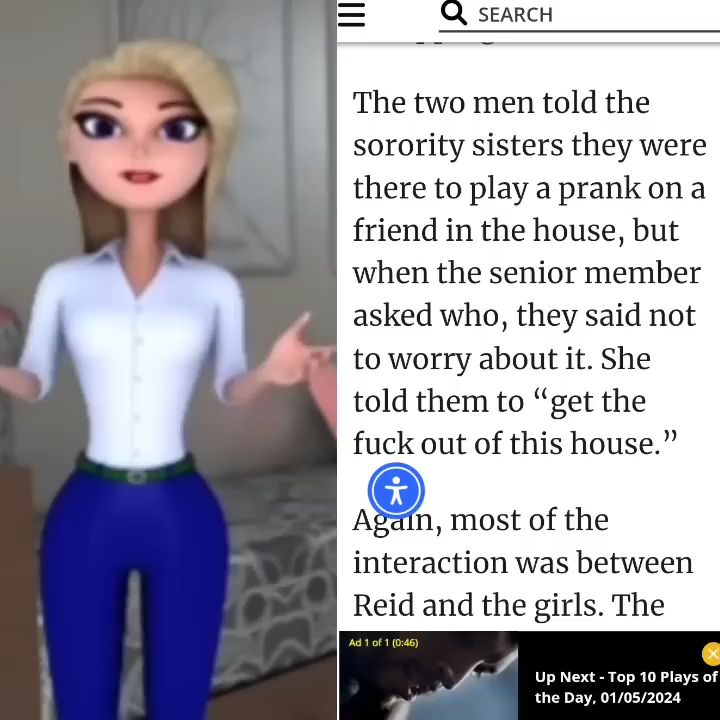 SEARCH
The two men told the
sorority sisters they were
there to play a prank on a
friend in the house, but
when the senior member
asked who, they said not
to worry about it. She
told them to “get the
fuck out of this house.”
Again, most of the
interaction was between
Reid and the girls. The
Ad 1 of 1 (0:46)
Up Next - Top 10 Plays of
the Day, 01/05/2024